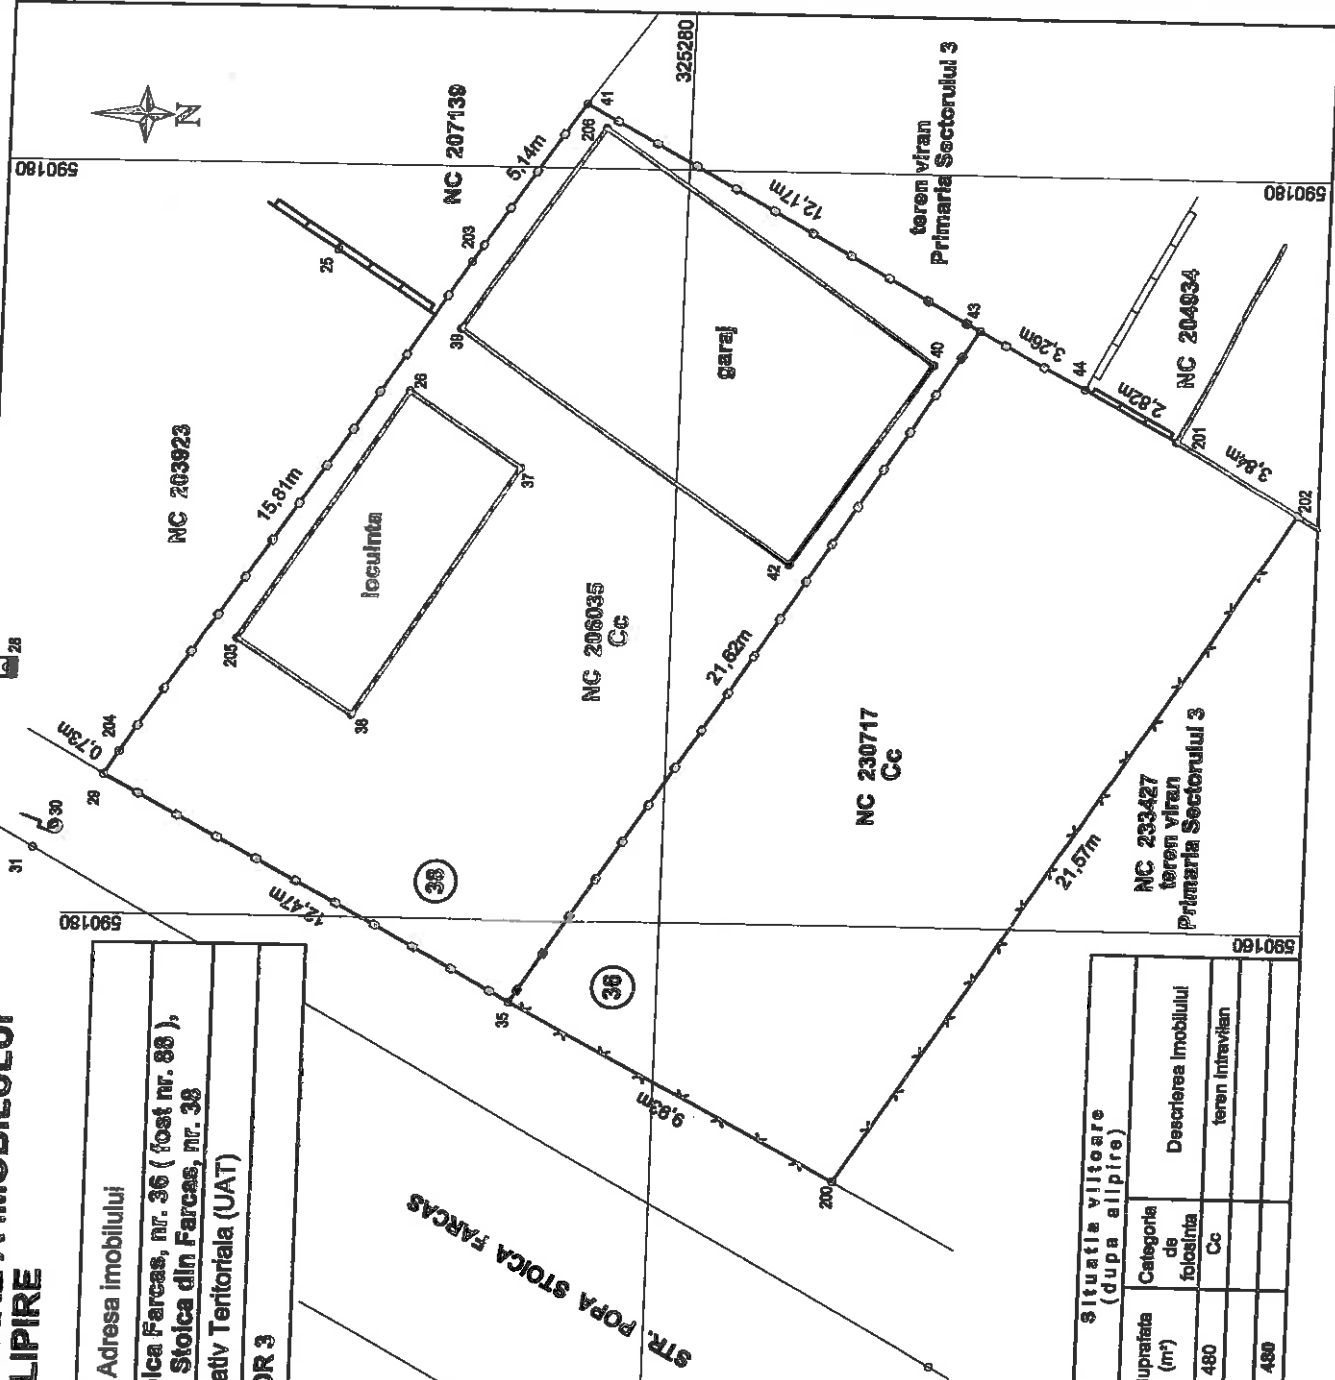 LIPIRE
Adresa imobilului
ica Farcas, nr. 36 ( fost nr. 88 ),
Stoica din Farcas, nr. 38
ativ Teritoriala (UAT)
OR 3
590180
N
NC 207139
325280
41
206
5,14m
203
25
teren viran
Primaria Sectorului 3
12,17m
590180
39
garaj
43
40
3,26m
44
NC 204934
2,82m
201
3,84m
202
NC 203923
26
15,81m
37
locuinta
42
28
205
NC 206035
Cc
21,62m
38
204
0,73m
29
30
31
NC 230717
Cc
NC 233427
teren viran
Primaria Sectorului 3
21,57m
38
12,47m
590160
590180
36
35
9,93m
200
STR. POPA STOICA FARCAS
Situatia viitoare
(dupa alipire)
uprafata
(m²)
Categoria
de
folosinta
Descrierea imobilului
480
Cc
teren intravilan
480